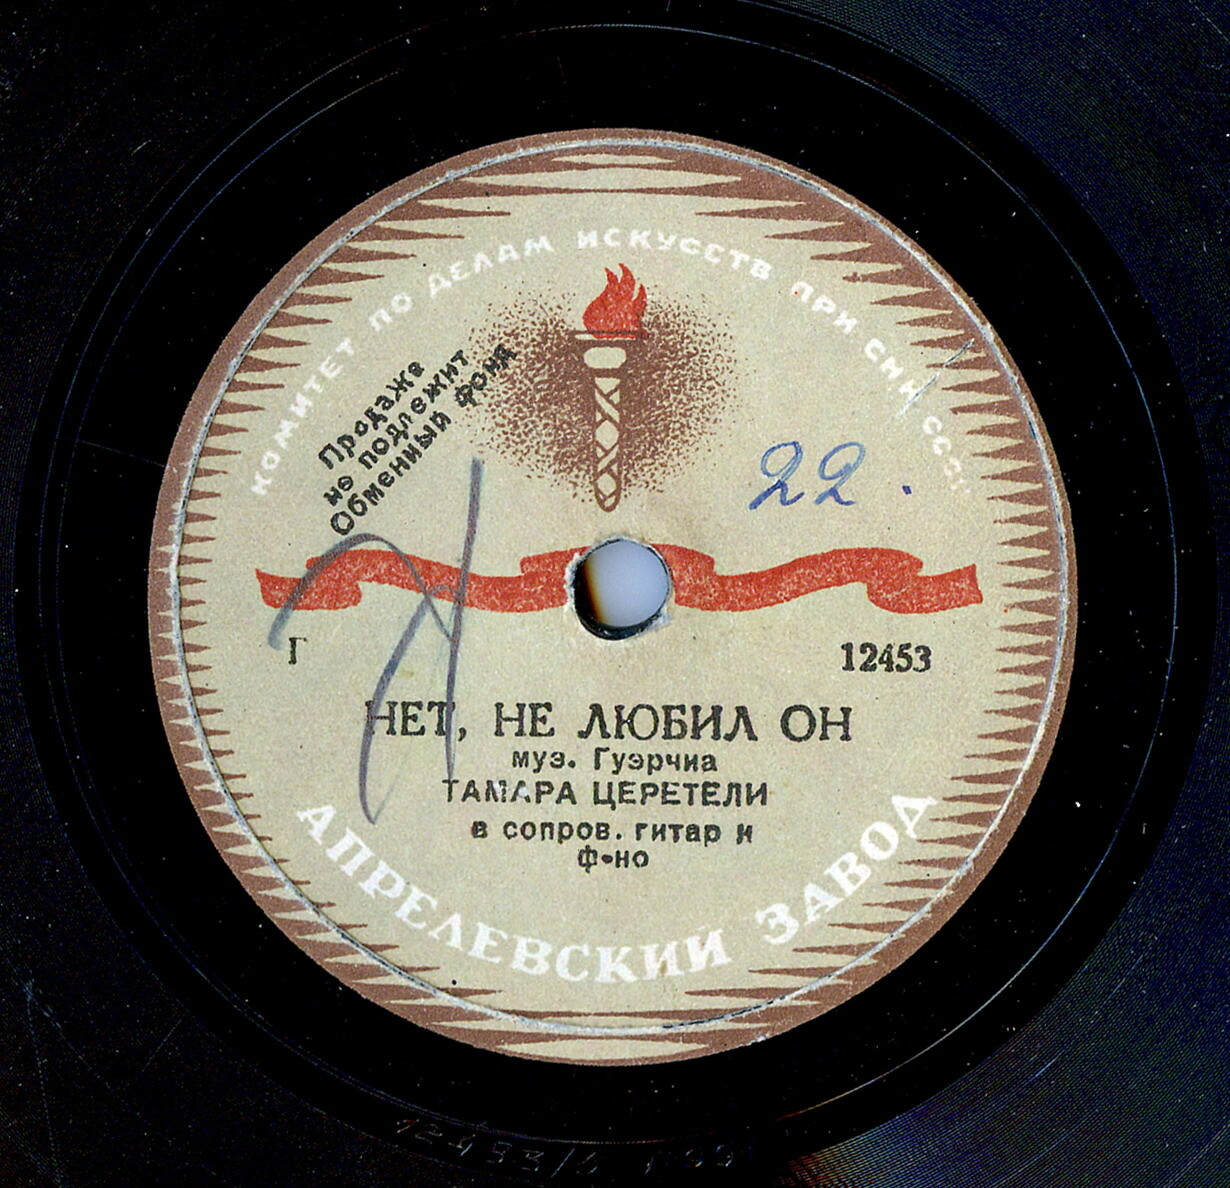 КОМИТЕТ ПО ДЕЛАМ ИСКУССТВ ПРИ СНК СССР
Продаже
не подлежит
Обменный фонд
22.
Г
12453
НЕТ, НЕ ЛЮБИЛ ОН
муз. Гуэрчиа
ТАМАРА ЦЕРЕТЕЛИ
в сопров. гитар и
ф-но
АПРЕЛЕВСКИЙ ЗАВОД